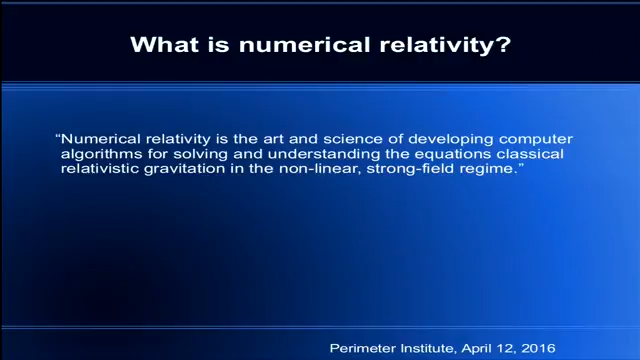 What is numerical relativity?
“Numerical relativity is the art and science of developing computer
algorithms for solving and understanding the equations classical
relativistic gravitation in the non-linear, strong-field regime.”
Perimeter Institute, April 12, 2016